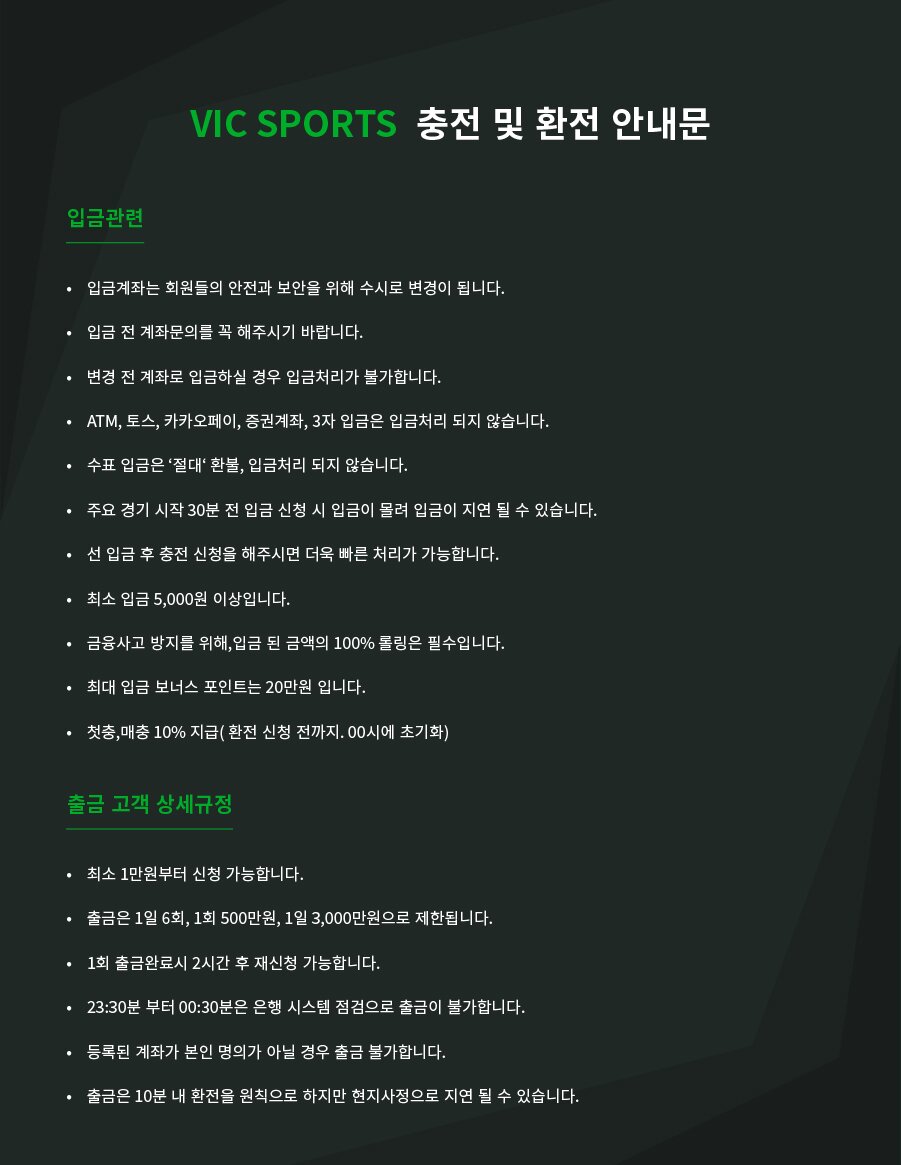 VIC SPORTS 충전 및 환전 안내문
입금관련
• 입금계좌는 회원들의 안전과 보안을 위해 수시로 변경이 됩니다.
• 입금 전 계좌문의를 꼭 해주시기 바랍니다.
• 변경 전 계좌로 입금하실 경우 입금처리가 불가합니다.
• ATM, 토스, 카카오페이, 증권계좌, 3자 입금은 입금처리 되지 않습니다.
• 수표 입금은 ‘절대‘ 환불, 입금처리 되지 않습니다.
• 주요 경기 시작 30분 전 입금 신청 시 입금이 몰려 입금이 지연 될 수 있습니다.
• 선 입금 후 충전 신청을 해주시면 더욱 빠른 처리가 가능합니다.
• 최소 입금 5,000원 이상입니다.
• 금융사고 방지를 위해,입금 된 금액의 100% 롤링은 필수입니다.
• 최대 입금 보너스 포인트는 20만원 입니다.
• 첫충,매충 10% 지급( 환전 신청 전까지. 00시에 초기화)
출금 고객 상세규정
• 최소 1만원부터 신청 가능합니다.
• 출금은 1일 6회, 1회 500만원, 1일 3,000만원으로 제한됩니다.
• 1회 출금완료시 2시간 후 재신청 가능합니다.
• 23:30분 부터 00:30분은 은행 시스템 점검으로 출금이 불가합니다.
• 등록된 계좌가 본인 명의가 아닐 경우 출금 불가합니다.
• 출금은 10분 내 환전을 원칙으로 하지만 현지사정으로 지연 될 수 있습니다.